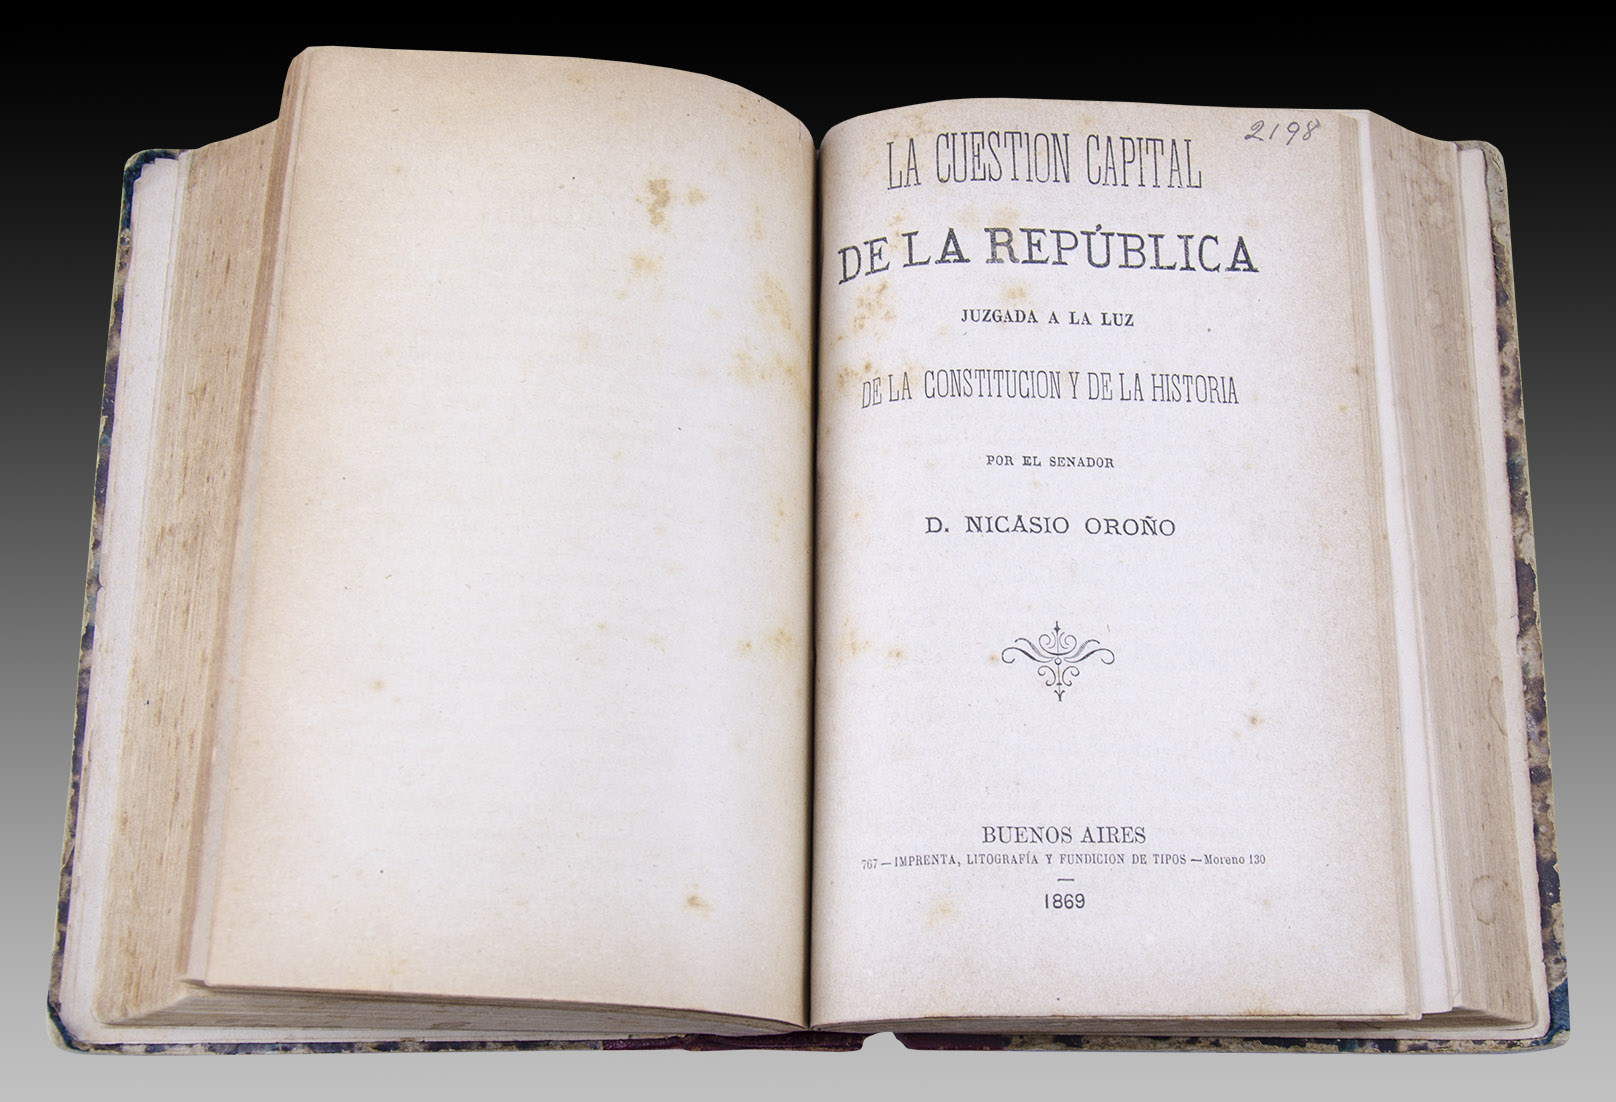 2198
LA CUESTION CAPITAL
DE LA REPÚBLICA
JUZGADA A LA LUZ
DE LA CONSTITUCION Y DE LA HISTORIA
POR EL SENADOR
D. NICASIO OROÑO
BUENOS AIRES
767—IMPRENTA, LITOGRAFÍA Y FUNDICION DE TIPOS—Moreno 130
1869